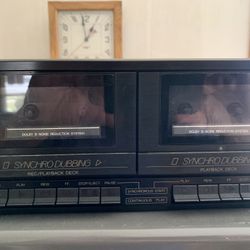 DOLBY B NOISE REDUCTION SYSTEM
DOLBY B NOISE REDUCTION SYSTEM
SYNCHRO DUBBING
SYNCHRO DUBBING
REC/PLAYBACK DECK
PLAYBACK DECK
SYNCHRONOUS START
PLAY REW FF STOP/EJECT PAUSE
PLAY REW FF
CONTINUOUS PLAY